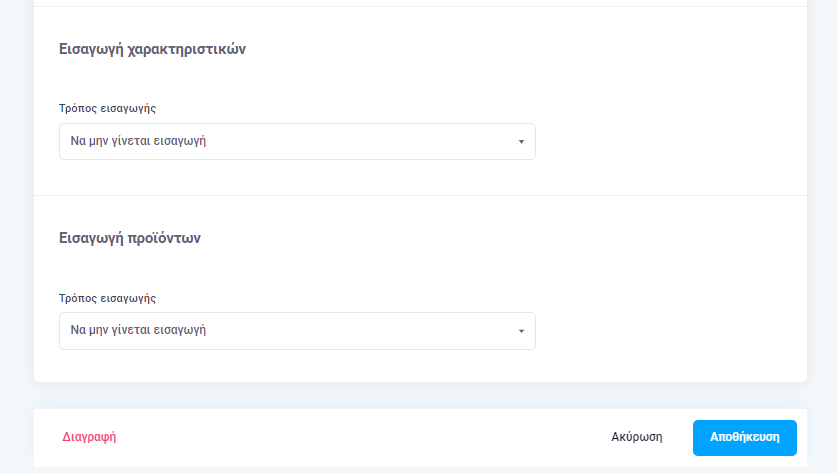 Εισαγωγή χαρακτηριστικών
Τρόπος εισαγωγής
Να μην γίνεται εισαγωγή
Εισαγωγή προϊόντων
Τρόπος εισαγωγής
Να μην γίνεται εισαγωγή
Διαγραφή Ακύρωση Αποθήκευση